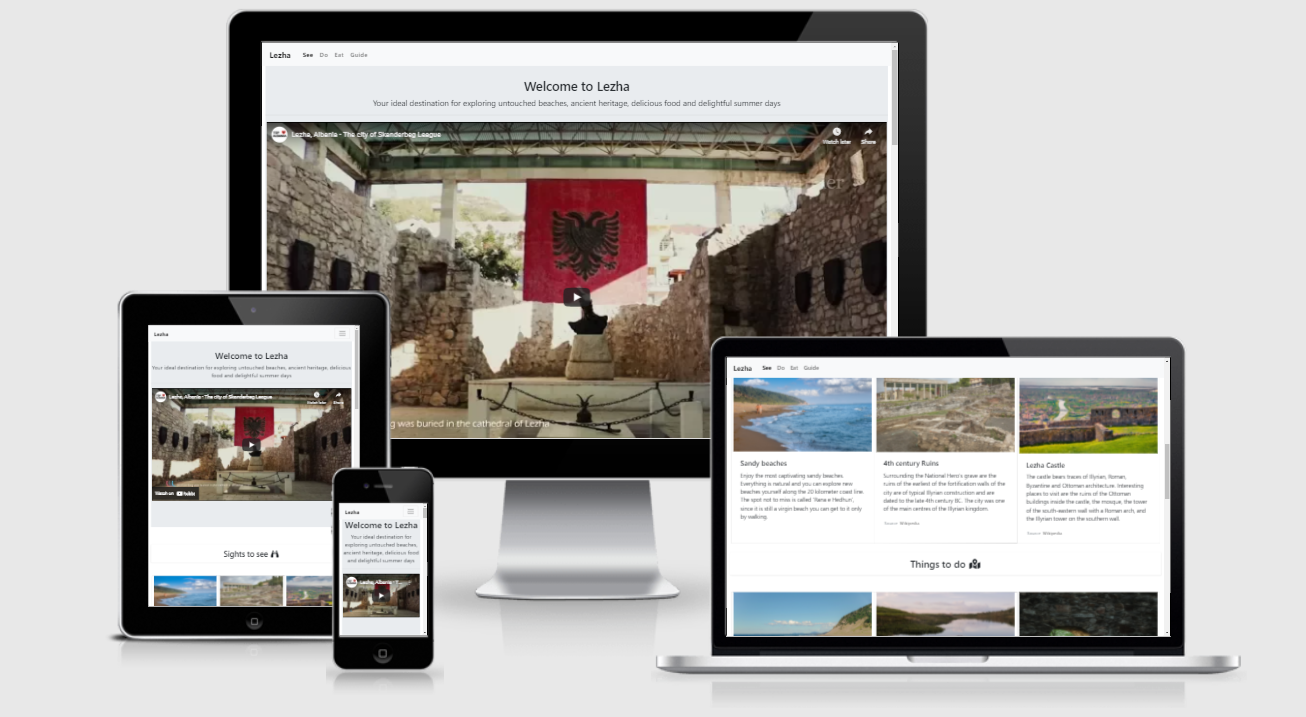 Lezha See Do Eat Guide
Welcome to Lezha
Your ideal destination for exploring untouched beaches, ancient heritage, delicious food and delightful summer days
Lezha, Albania - The city of Skanderbeg League
Watch later Share
g was buried in the cathedral of Lezha
Lezha
Welcome to Lezha
Your ideal destination for exploring untouched beaches, ancient heritage, delicious
food and delightful summer days
Lezha, Albania - The city of Skanderbeg League
Watch later Share
Watch on YouTube
Sights to see
Lezha
Welcome to Lezha
Your ideal destination for
exploring untouched beaches,
ancient heritage, delicious food
and delightful summer days
Lezha, Albania - T...
Lezha See Do Eat Guide
Sandy beaches
Enjoy the most captivating sandy beaches.
Everything is natural and you can explore new
beaches yourself along the 20 kilometer coast line.
The spot not to miss is called 'Rana e Hedhun',
since it is still a virgin beach you can get to it only
by walking.
4th century Ruins
Surrounding the National Hero's grave are the
ruins of the earliest of the fortification walls of the
city are of typical Illyrian construction and are
dated to the late 4th century BC. The city was one
of the main centres of the Illyrian kingdom.
Source: Wikipedia
Lezha Castle
The castle bears traces of Illyrian, Roman,
Byzantine and Ottoman architecture. Interesting
places to visit are the ruins of the Ottoman
buildings inside the castle, the mosque, the tower
of the south-eastern wall with a Roman arch, and
the Illyrian tower on the southern wall.
Source: Wikipedia
Things to do